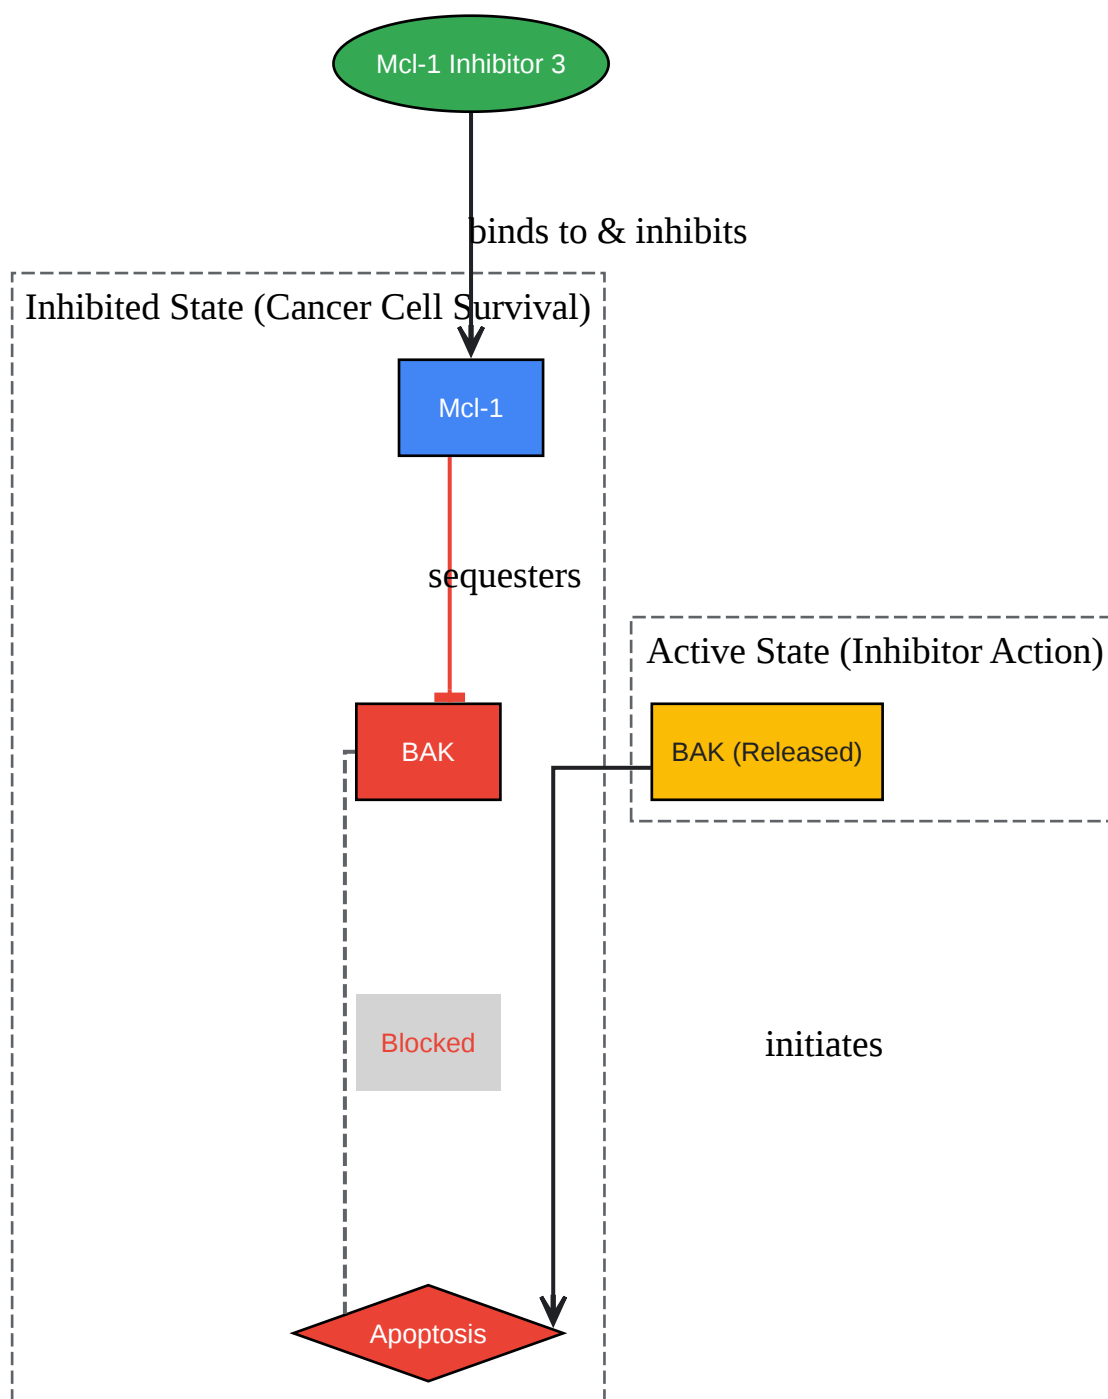 Mcl-1 Inhibitor 3
binds to & inhibits
Inhibited State (Cancer Cell Survival)
Mcl-1
sequesters
Active State (Inhibitor Action)
BAK
BAK (Released)
Blocked
initiates
Apoptosis